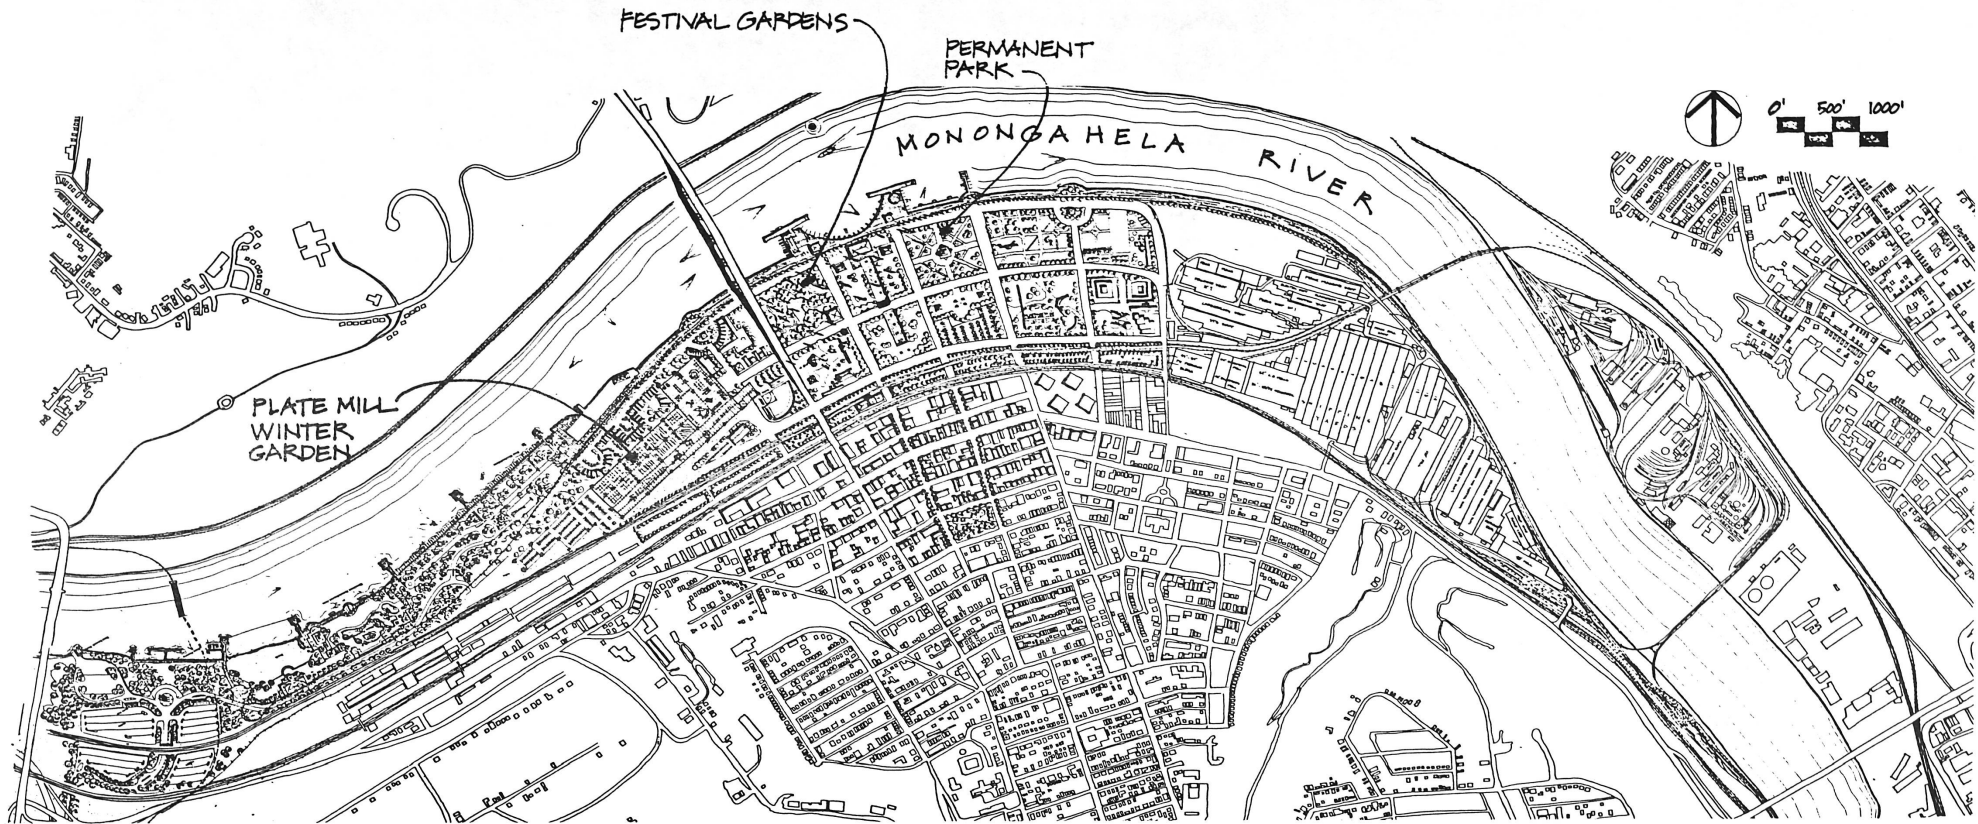 FESTIVAL GARDENS
PERMANENT
PARK
MONONGAHELA RIVER
0' 500' 1000'
PLATE MILL
WINTER
GARDEN